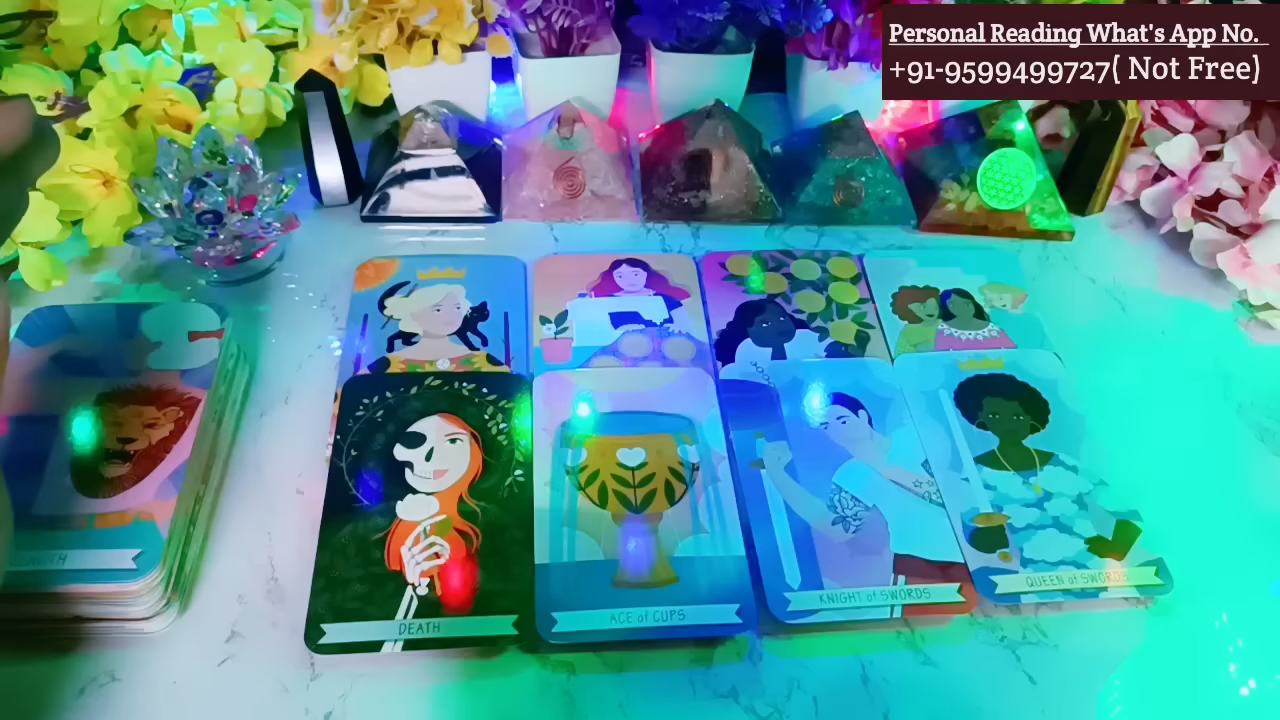 Personal Reading What's App No.
+91-9599499727( Not Free)
DEATH
ACE of CUPS
KNIGHT of SWORDS
QUEEN of SWORDS